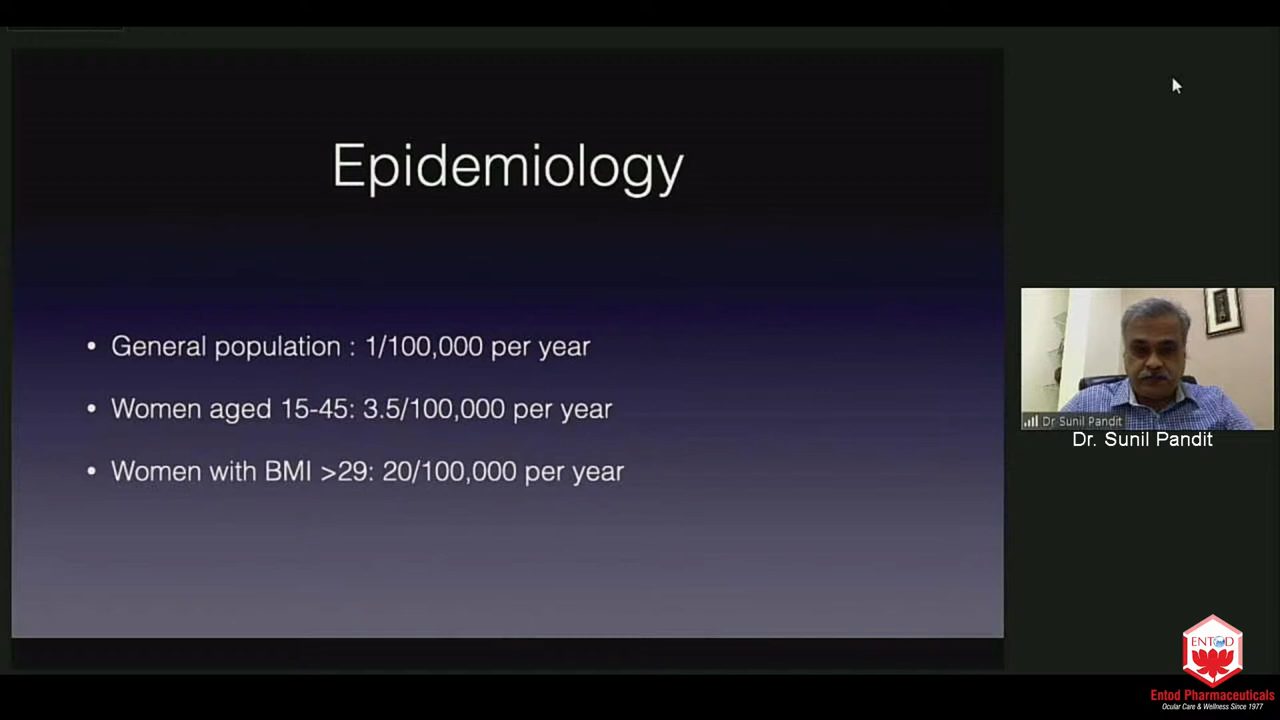 Epidemiology
• General population : 1/100,000 per year
• Women aged 15-45: 3.5/100,000 per year
• Women with BMI >29: 20/100,000 per year
Dr Sunil Pandit
Dr. Sunil Pandit
ENTOD
Entod Pharmaceuticals
Ocular Care & Wellness Since 1977